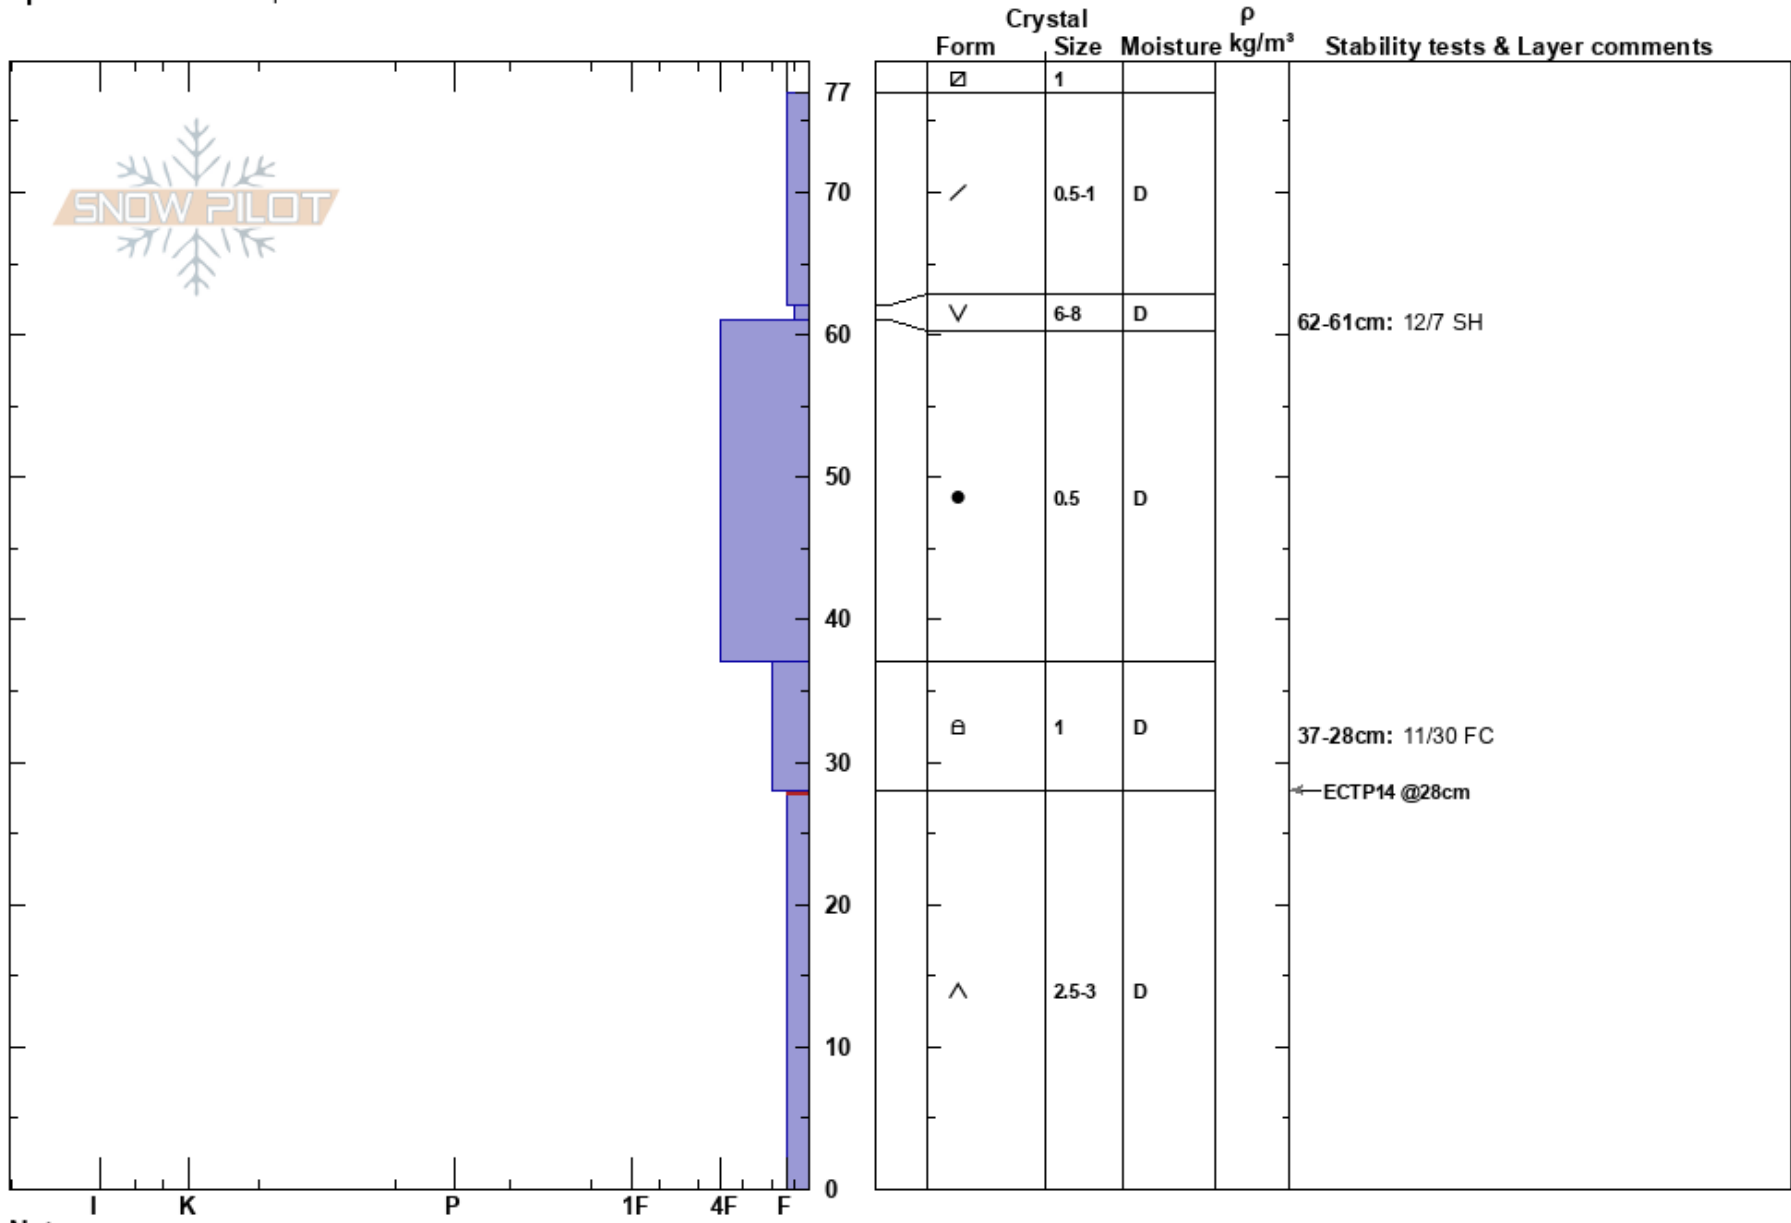 Crystal ρ
Form Size Moisture kg/m³ Stability tests & Layer comments
1
77
SNOW PILOT
70 0.5-1 D
6-8 D
62-61cm: 12/7 SH
60
50
0.5 D
40
1 D
37-28cm: 11/30 FC
30
ECTP14 @28cm
20
2.5-3 D
10
0
I K P 1F 4F F